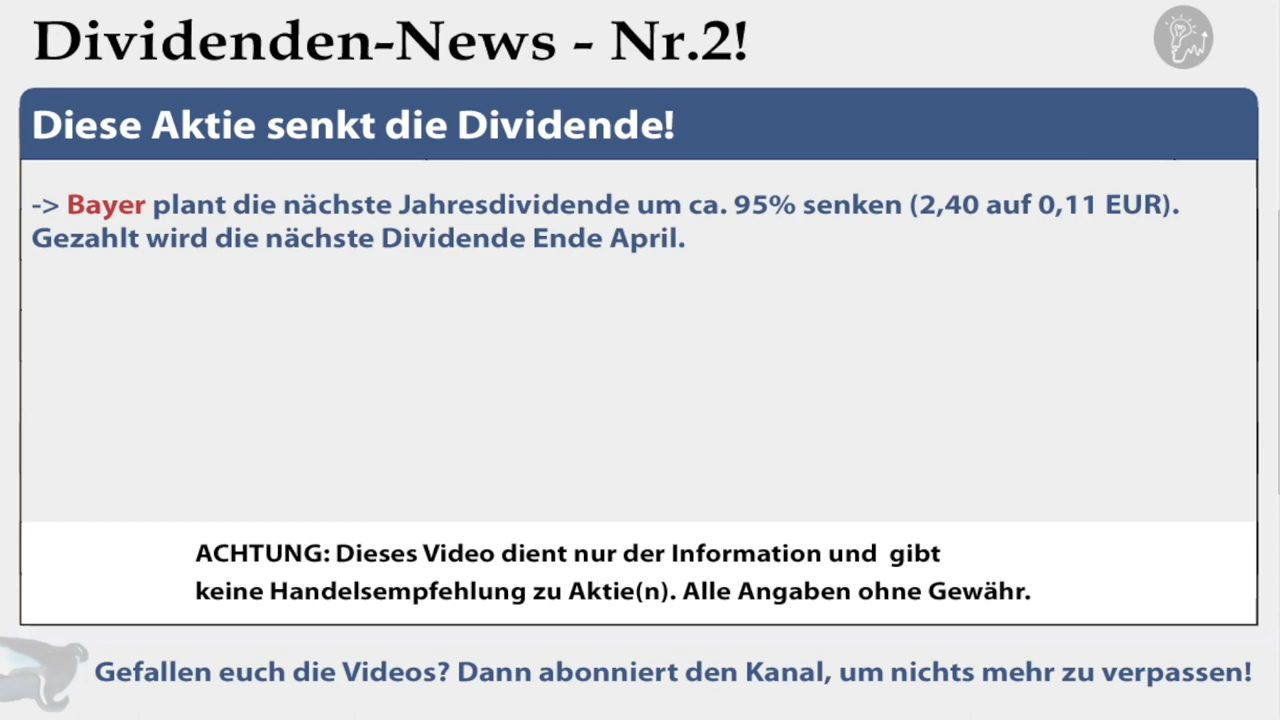 Dividenden-News - Nr.2!
Diese Aktie senkt die Dividende!
-> Bayer plant die nächste Jahresdividende um ca. 95% senken (2,40 auf 0,11 EUR).
Gezahlt wird die nächste Dividende Ende April.
ACHTUNG: Dieses Video dient nur der Information und  gibt
keine Handelsempfehlung zu Aktie(n). Alle Angaben ohne Gewähr.
Gefallen euch die Videos? Dann abonniert den Kanal, um nichts mehr zu verpassen!